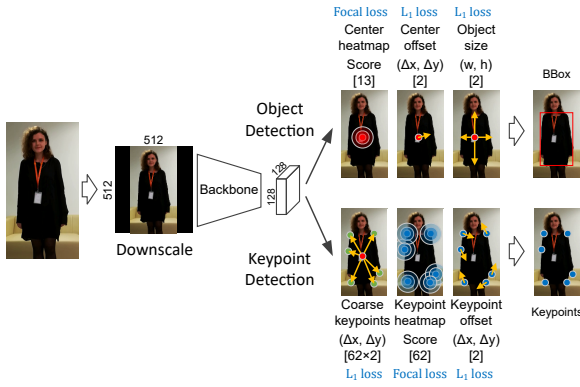 Focal loss L₁ loss L₁ loss
Center heatmap Score [13]
Center offset (Δx, Δy) [2]
Object size (w, h) [2]
BBox
Object Detection
512
512
Backbone
128
128
Downscale
Keypoint Detection
Coarse keypoints (Δx, Δy) [62×2] L₁ loss
Keypoint heatmap Score [62] Focal loss
Keypoint offset (Δx, Δy) [2] L₁ loss
Keypoints